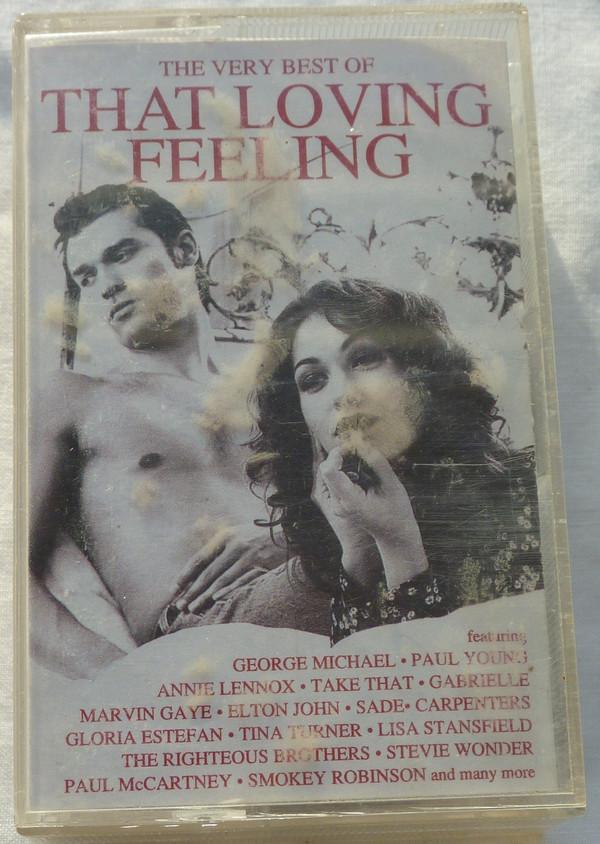 THE VERY BEST OF
THAT LOVING
FEELING
featuring
GEORGE MICHAEL • PAUL YOUNG
ANNIE LENNOX • TAKE THAT • GABRIELLE
MARVIN GAYE • ELTON JOHN • SADE • CARPENTERS
GLORIA ESTEFAN • TINA TURNER • LISA STANSFIELD
THE RIGHTEOUS BROTHERS • STEVIE WONDER
PAUL McCARTNEY • SMOKEY ROBINSON and many more